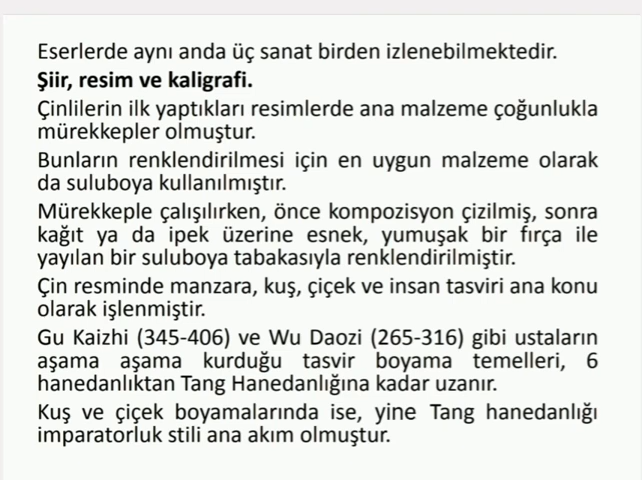 Eserlerde aynı anda üç sanat birden izlenebilmektedir.
Şiir, resim ve kaligrafi.
Çinlilerin ilk yaptıkları resimlerde ana malzeme çoğunlukla
mürekkepler olmuştur.
Bunların renklendirilmesi için en uygun malzeme olarak
da suluboya kullanılmıştır.
Mürekkeple çalışılırken, önce kompozisyon çizilmiş, sonra
kağıt ya da ipek üzerine esnek, yumuşak bir fırça ile
yayılan bir suluboya tabakasıyla renklendirilmiştir.
Çin resminde manzara, kuş, çiçek ve insan tasviri ana konu
olarak işlenmiştir.
Gu Kaizhi (345-406) ve Wu Daozi (265-316) gibi ustaların
aşama aşama kurduğu tasvir boyama temelleri, 6
hanedanlıktan Tang Hanedanlığına kadar uzanır.
Kuş ve çiçek boyamalarında ise, yine Tang hanedanlığı
imparatorluk stili ana akım olmuştur.